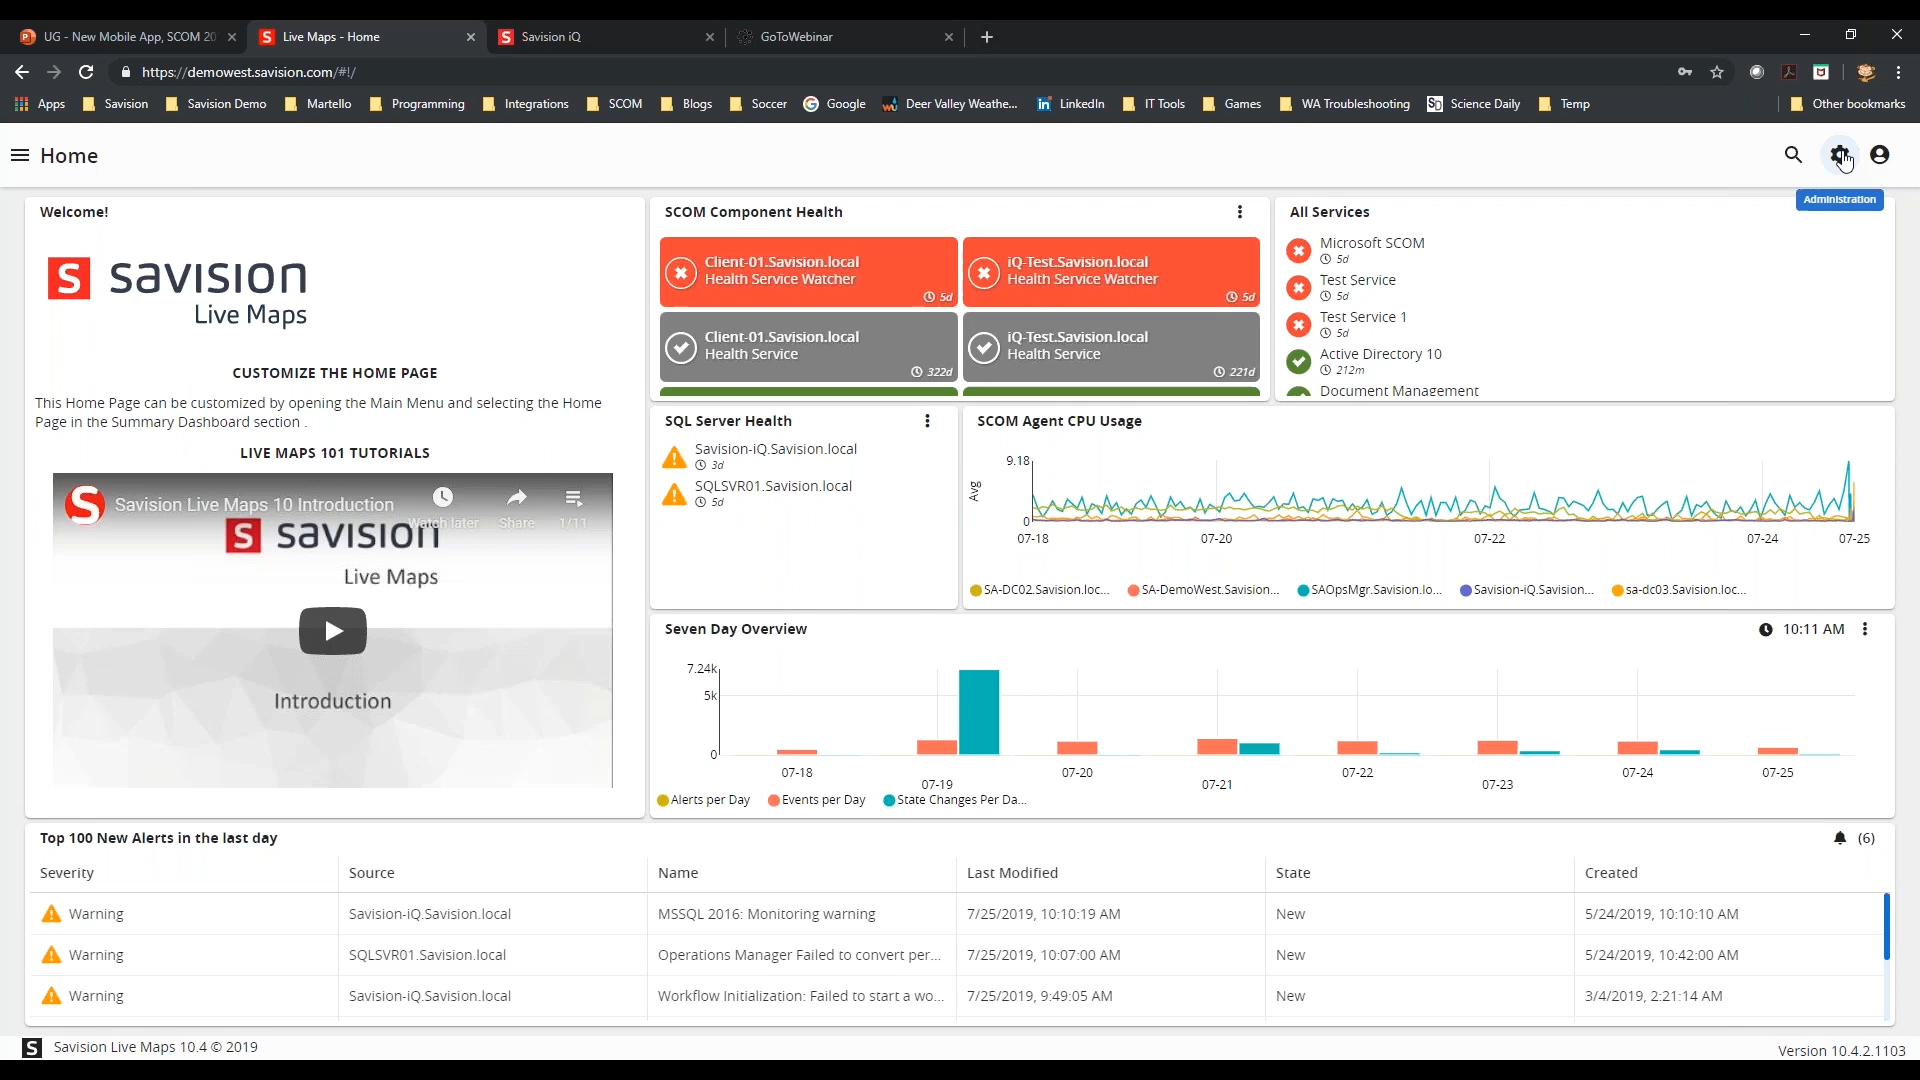 UG - New Mobile App, SCOM 20
Live Maps - Home
Savision iQ
GoToWebinar
https://demowest.savision.com/#!/
Apps
Savision
Savision Demo
Martello
Programming
Integrations
SCOM
Blogs
Soccer
Google
Deer Valley Weathe...
LinkedIn
IT Tools
Games
WA Troubleshooting
Science Daily
Temp
Other bookmarks
Home
Administration
Welcome!
S savision
Live Maps
CUSTOMIZE THE HOME PAGE
This Home Page can be customized by opening the Main Menu and selecting the Home
Page in the Summary Dashboard section .
LIVE MAPS 101 TUTORIALS
Savision Live Maps 10 Introduction
Watch later
Share
1/11
S savision
Live Maps
Introduction
SCOM Component Health
Client-01.Savision.local
Health Service Watcher
5d
iQ-Test.Savision.local
Health Service Watcher
5d
Client-01.Savision.local
Health Service
322d
iQ-Test.Savision.local
Health Service
221d
All Services
Microsoft SCOM
5d
Test Service
5d
Test Service 1
5d
Active Directory 10
212m
Document Management
SQL Server Health
Savision-iQ.Savision.local
3d
SQLSVR01.Savision.local
5d
SCOM Agent CPU Usage
Avg
9.18
0
07-18
07-20
07-22
07-24
07-25
SA-DC02.Savision.loc...
SA-DemoWest.Savision...
SAOpsMgr.Savision.lo...
Savision-iQ.Savision...
sa-dc03.Savision.loc...
Seven Day Overview
10:11 AM
7.24k
5k
0
07-18
07-19
07-20
07-21
07-22
07-23
07-24
07-25
Alerts per Day
Events per Day
State Changes Per Da...
Top 100 New Alerts in the last day
(6)
Severity
Source
Name
Last Modified
State
Created
Warning
Savision-iQ.Savision.local
MSSQL 2016: Monitoring warning
7/25/2019, 10:10:19 AM
New
5/24/2019, 10:10:10 AM
Warning
SQLSVR01.Savision.local
Operations Manager Failed to convert per...
7/25/2019, 10:07:00 AM
New
5/24/2019, 10:42:00 AM
Warning
Savision-iQ.Savision.local
Workflow Initialization: Failed to start a wo...
7/25/2019, 9:49:05 AM
New
3/4/2019, 2:21:14 AM
S Savision Live Maps 10.4 © 2019
Version 10.4.2.1103